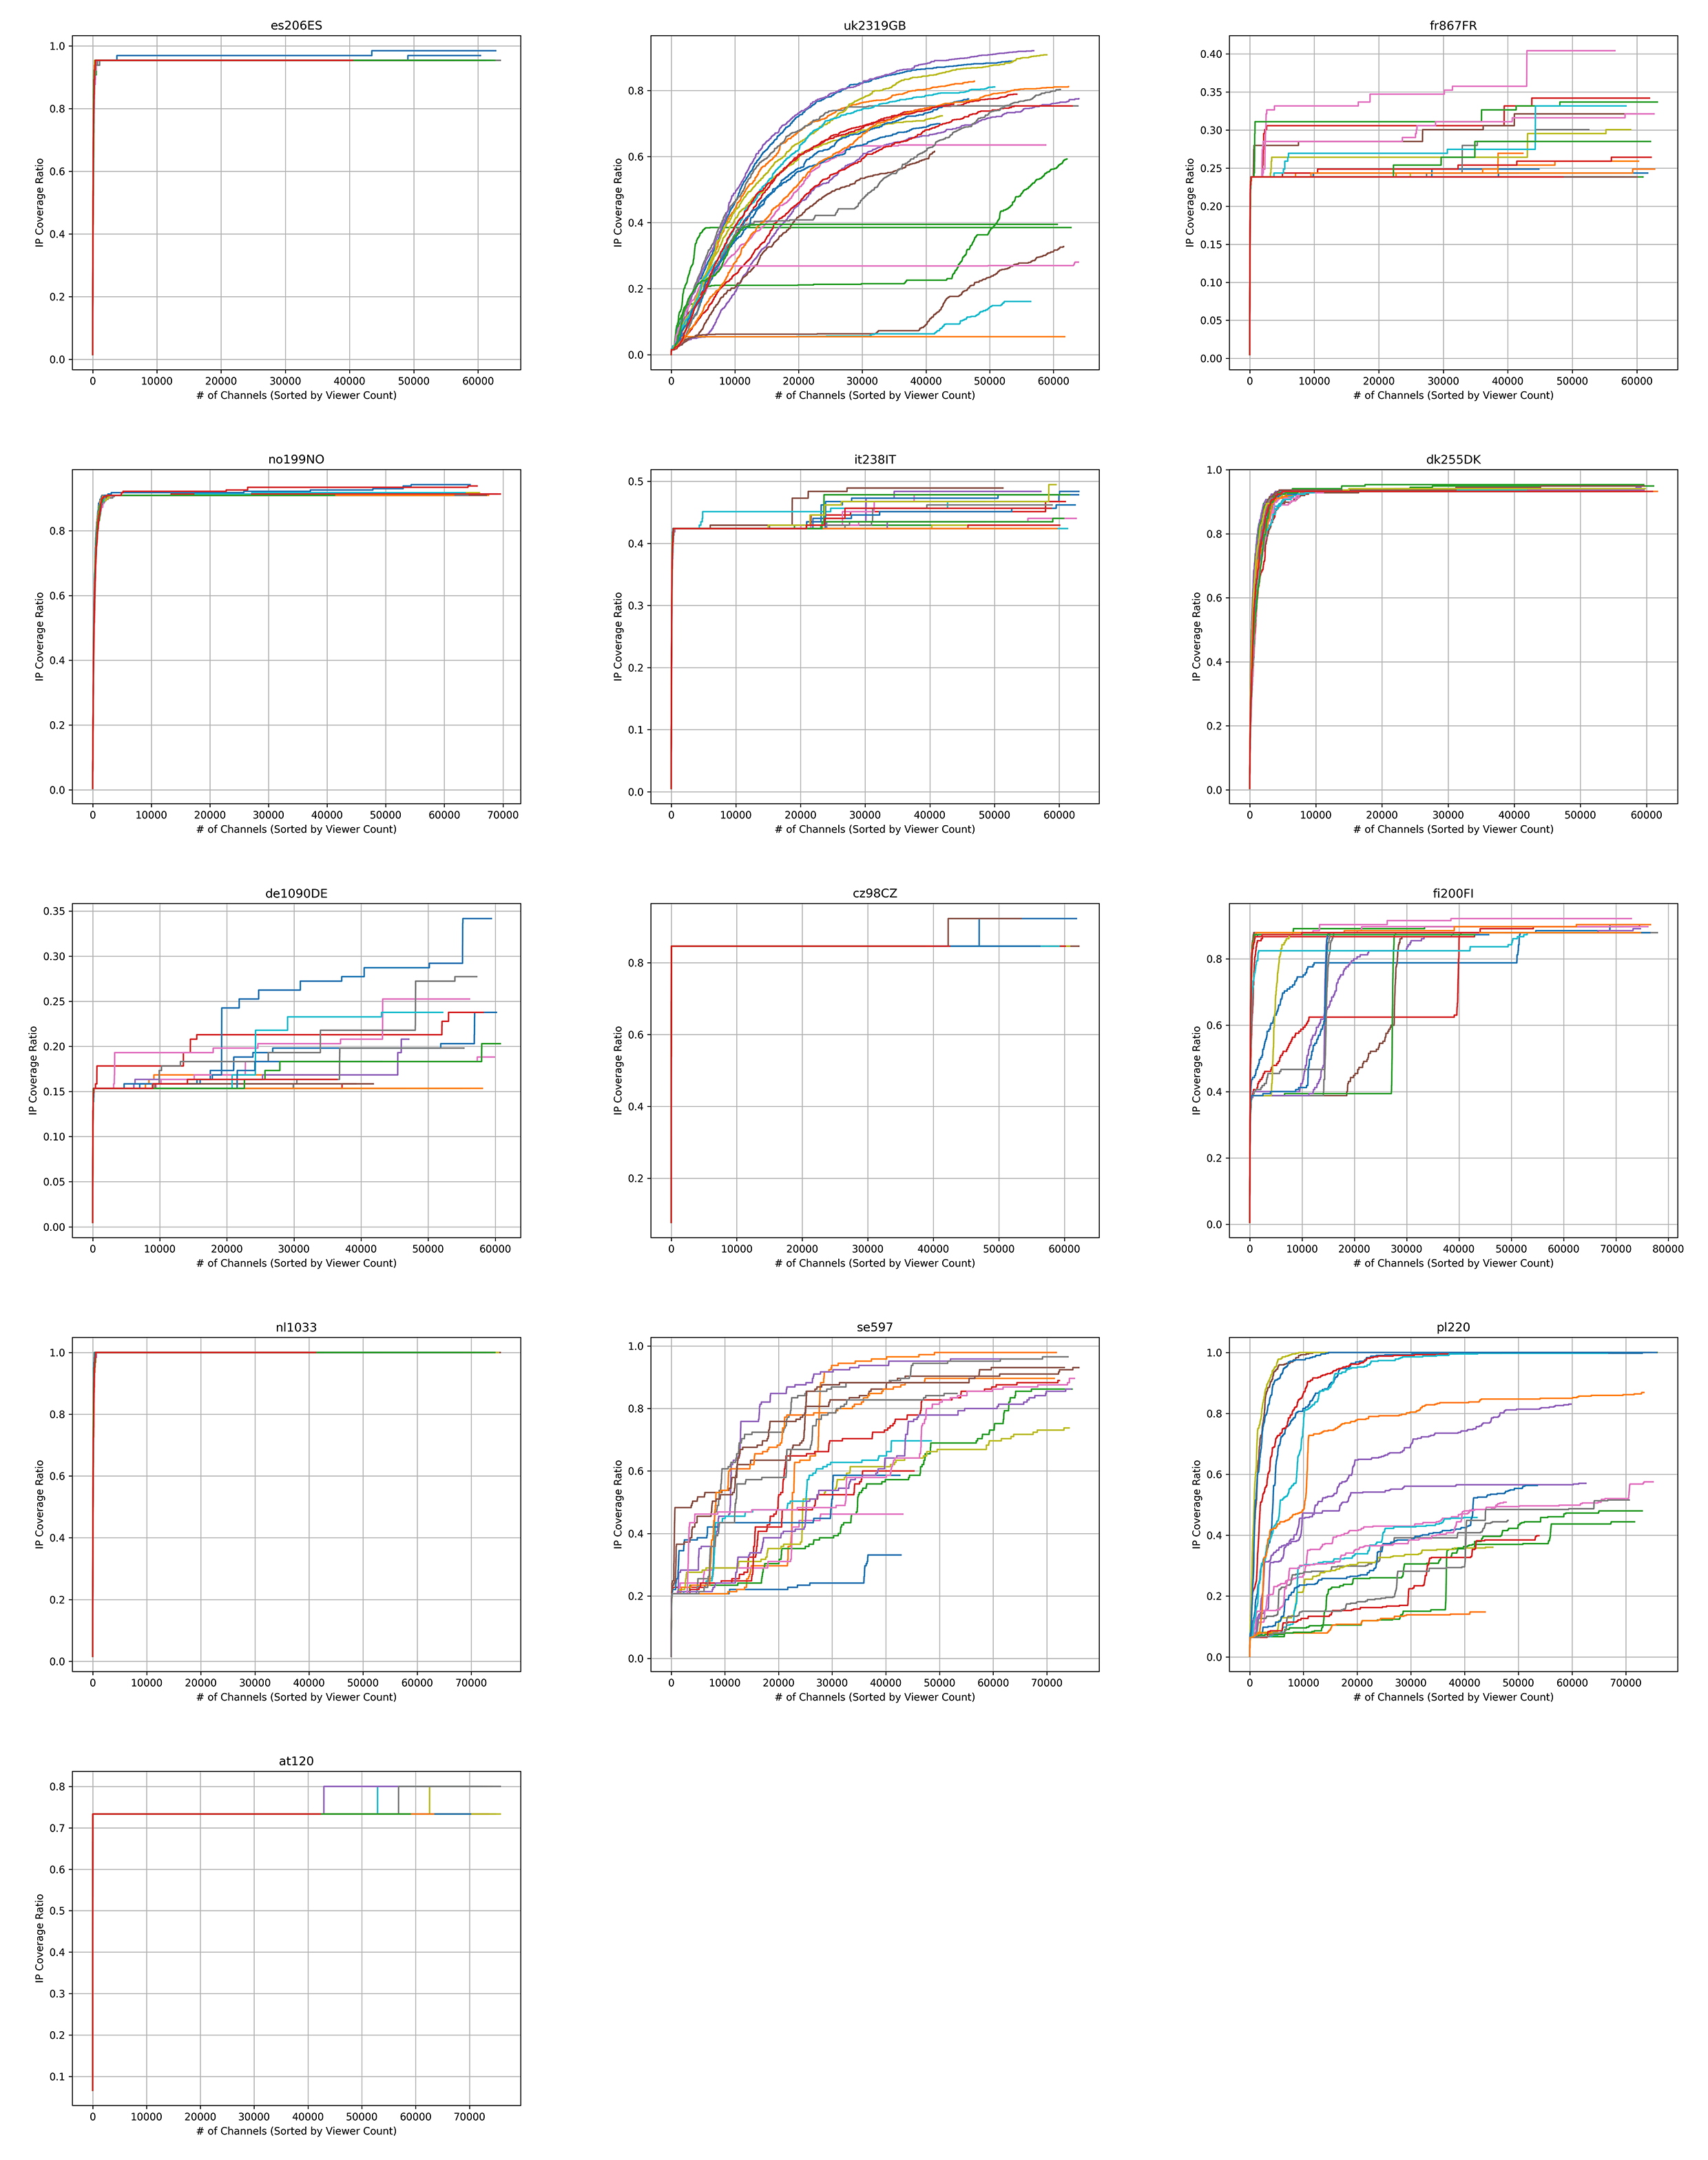 es206ES
1.0
0.8
0.6
0.4
0.2
0.0
IP Coverage Ratio
0 10000 20000 30000 40000 50000 60000
# of Channels (Sorted by Viewer Count)
uk2319GB
0.8
0.6
0.4
0.2
0.0
IP Coverage Ratio
0 10000 20000 30000 40000 50000 60000
# of Channels (Sorted by Viewer Count)
fr867FR
0.40
0.35
0.30
0.25
0.20
0.15
0.10
0.05
0.00
IP Coverage Ratio
0 10000 20000 30000 40000 50000 60000
# of Channels (Sorted by Viewer Count)
no199NO
0.8
0.6
0.4
0.2
0.0
IP Coverage Ratio
0 10000 20000 30000 40000 50000 60000 70000
# of Channels (Sorted by Viewer Count)
it238IT
0.5
0.4
0.3
0.2
0.1
0.0
IP Coverage Ratio
0 10000 20000 30000 40000 50000 60000
# of Channels (Sorted by Viewer Count)
dk255DK
1.0
0.8
0.6
0.4
0.2
0.0
IP Coverage Ratio
0 10000 20000 30000 40000 50000 60000
# of Channels (Sorted by Viewer Count)
de1090DE
0.35
0.30
0.25
0.20
0.15
0.10
0.05
0.00
IP Coverage Ratio
0 10000 20000 30000 40000 50000 60000
# of Channels (Sorted by Viewer Count)
cz98CZ
0.8
0.6
0.4
0.2
IP Coverage Ratio
0 10000 20000 30000 40000 50000 60000
# of Channels (Sorted by Viewer Count)
fi200FI
0.8
0.6
0.4
0.2
0.0
IP Coverage Ratio
0 10000 20000 30000 40000 50000 60000 70000 80000
# of Channels (Sorted by Viewer Count)
nl1033
1.0
0.8
0.6
0.4
0.2
0.0
IP Coverage Ratio
0 10000 20000 30000 40000 50000 60000 70000
# of Channels (Sorted by Viewer Count)
se597
1.0
0.8
0.6
0.4
0.2
0.0
IP Coverage Ratio
0 10000 20000 30000 40000 50000 60000 70000
# of Channels (Sorted by Viewer Count)
pl220
1.0
0.8
0.6
0.4
0.2
0.0
IP Coverage Ratio
0 10000 20000 30000 40000 50000 60000 70000
# of Channels (Sorted by Viewer Count)
at120
0.8
0.7
0.6
0.5
0.4
0.3
0.2
0.1
IP Coverage Ratio
0 10000 20000 30000 40000 50000 60000 70000
# of Channels (Sorted by Viewer Count)